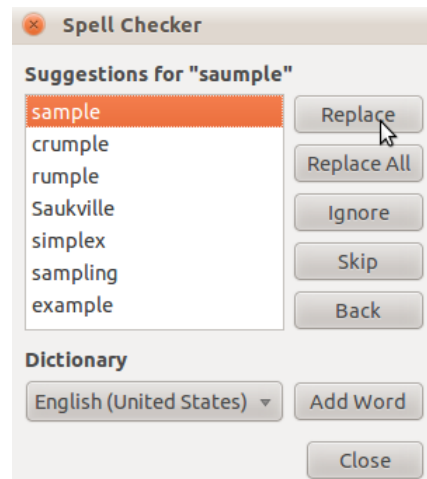 Spell Checker
Suggestions for "saumple"
sample
crumple
rumple
Saukville
simplex
sampling
example
Replace
Replace All
Ignore
Skip
Back
Dictionary
English (United States)
Add Word
Close